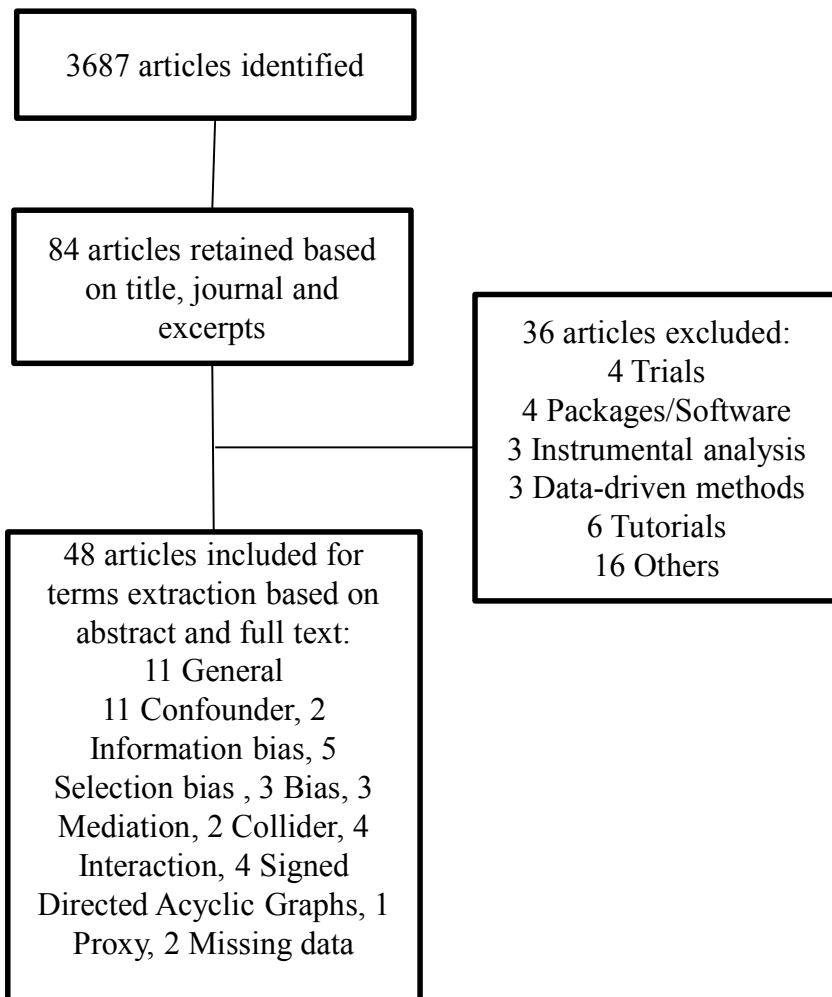 3687 articles identified
84 articles retained based
on title, journal and
excerpts
36 articles excluded:
4 Trials
4 Packages/Software
3 Instrumental analysis
3 Data-driven methods
6 Tutorials
16 Others
48 articles included for
terms extraction based on
abstract and full text:
11 General
11 Confounder, 2
Information bias, 5
Selection bias , 3 Bias, 3
Mediation, 2 Collider, 4
Interaction, 4 Signed
Directed Acyclic Graphs, 1
Proxy, 2 Missing data